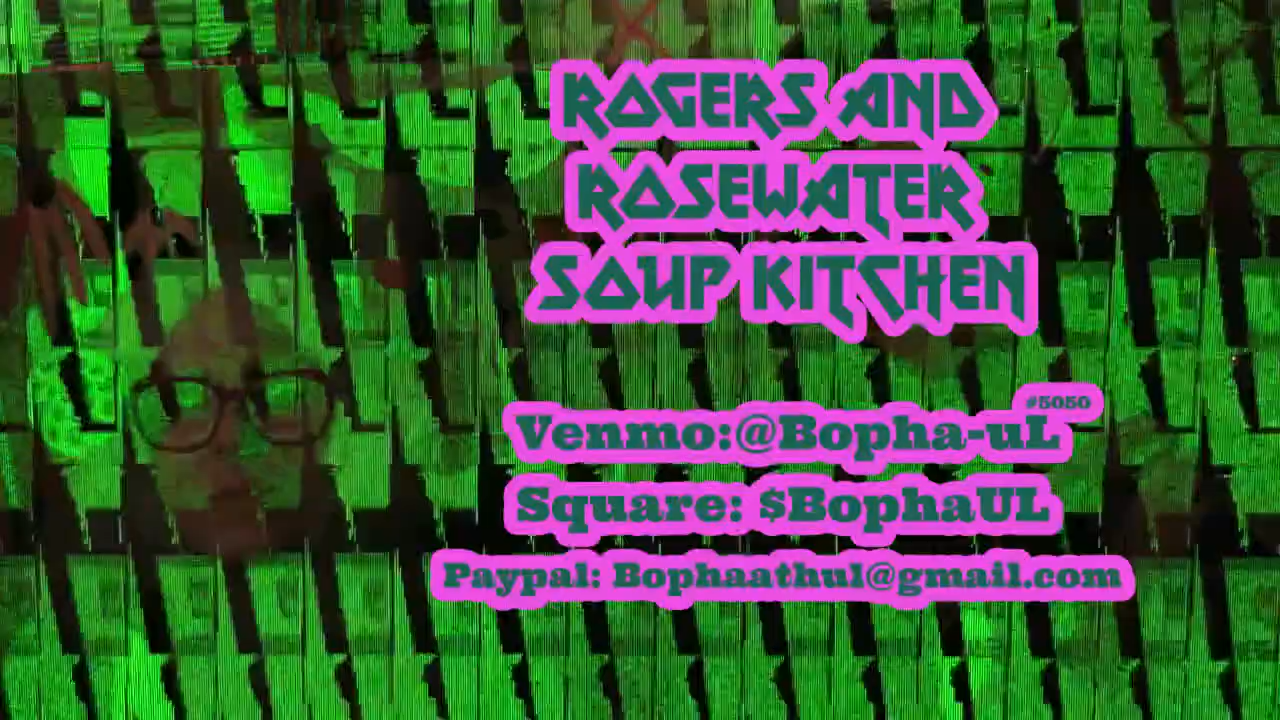 ROGERS AND
ROSEWATER
SOUP KITCHEN
#5050
Venmo:@Bopha-uL
Square: $BophaUL
Paypal: Bophaathul@gmail.com